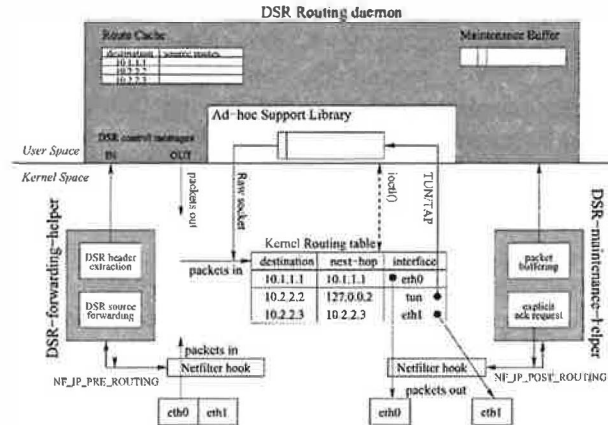 DSR Routing daemon
Route Cache
destination source routes
10.1.1.1
10.2.2.2
10.2.2.3
Maintenance Buffer
Ad-hoc Support Library
DSR control messages
IN OUT
User Space
Kernel Space
packets out
Raw socket
ioctl()
TUN/TAP
DSR-forwarding-helper
DSR header
extraction
DSR source
forwarding
packets in
Kernel Routing table
destination next-hop interface
10.1.1.1 10.1.1.1 eth0
10.2.2.2 127.0.0.2 tun
10.2.2.3 10.2.2.3 eth1
DSR-maintenance-helper
packet
buffering
explicit
ack request
packets in
Netfilter hook
NF_IP_PRE_ROUTING
Netfilter hook
NF_IP_POST_ROUTING
packets out
eth0 eth1
eth0
eth1